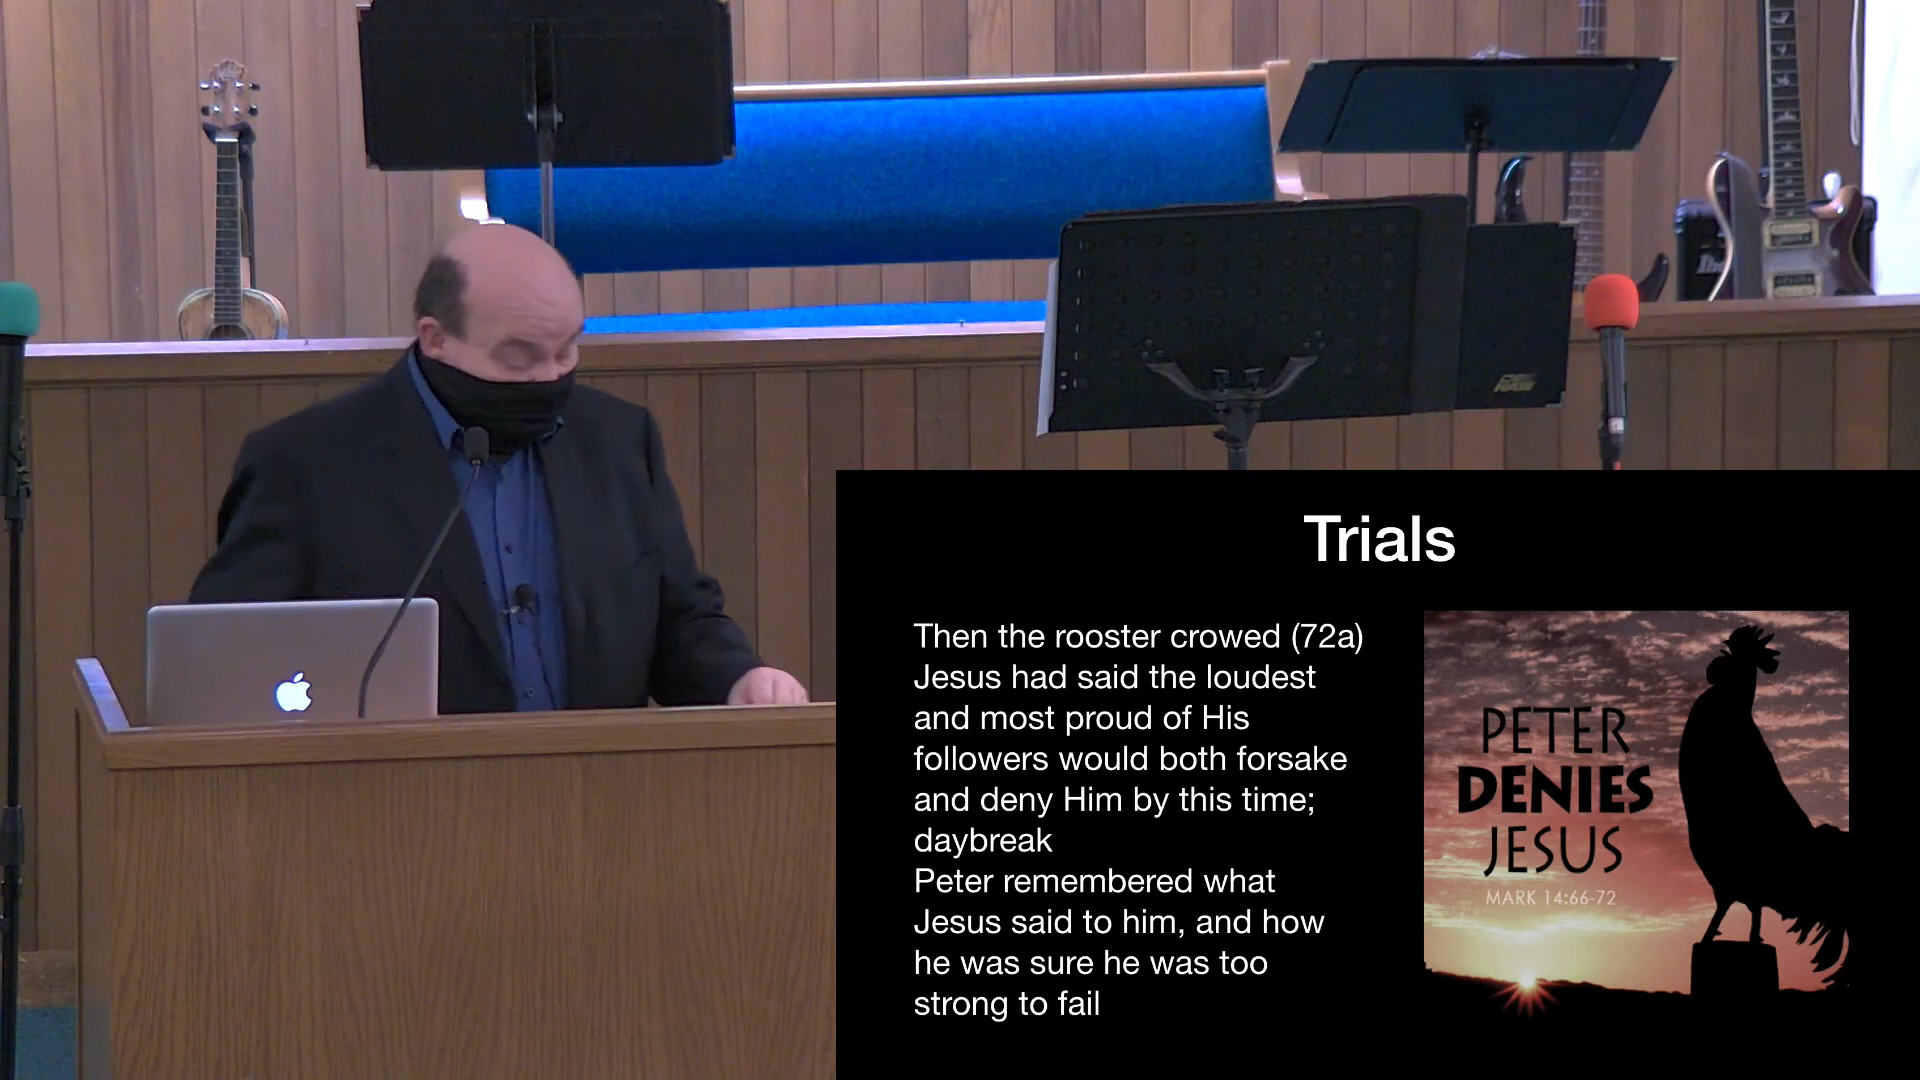 Trials
Then the rooster crowed (72a)
Jesus had said the loudest
and most proud of His
followers would both forsake
and deny Him by this time;
daybreak
Peter remembered what
Jesus said to him, and how
he was sure he was too
strong to fail
PETER
DENIES
JESUS
MARK 14:66-72